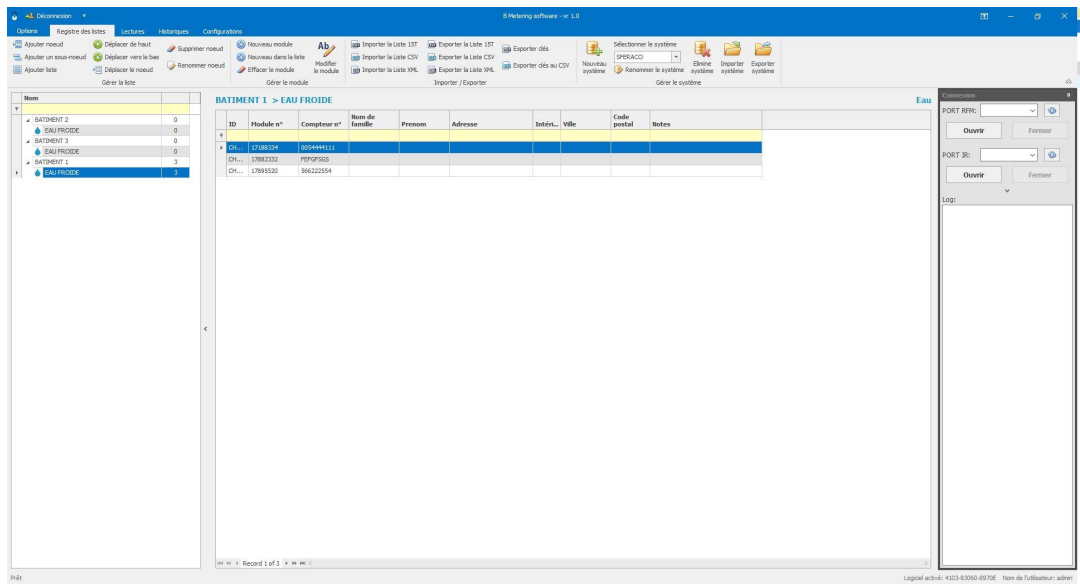 Déconnexion
B Metering software - vr 1.0
Options Registre des listes Lectures Historiques Configurations
Ajouter noeud Déplacer de haut Supprimer noeud Nouveau module Ab Modifier le module Importer la Liste 15T Exporter la Liste 15T Exporter clés Nouveau système Sélectionner le système
Ajouter un sous-noeud Déplacer vers le bas Nouveau dans la liste Importer la Liste CSV Exporter la Liste CSV SPERACO
Ajouter liste Déplacer le noeud Renommer noeud Effacer le module Importer la Liste XML Exporter la Liste XML Exporter clés au CSV Renommer le système Elimine système Importer système Exporter système
Gérer la liste Gérer le module Importer / Exporter Gérer le système
Nom
BATIMENT 2 0
EAU FROIDE 0
BATIMENT 3 0
EAU FROIDE 0
BATIMENT 1 3
EAU FROIDE 3
BATIMENT 1 > EAU FROIDE Eau
ID Module n° Compteur n° Nom de famille Prenom Adresse Intéri... Ville Code postal Notes
CH... 17188334 0054444111
CH... 17882332 FEFGFSGS
CH... 17895520 566222554
Record 1 of 3
Connexion
PORT RFM:
Ouvrir Fermer
PORT IR:
Ouvrir Fermer
Log:
Prêt
Logiciel activé: 4103-83060-8970E Nom de l'utilisateur: admin